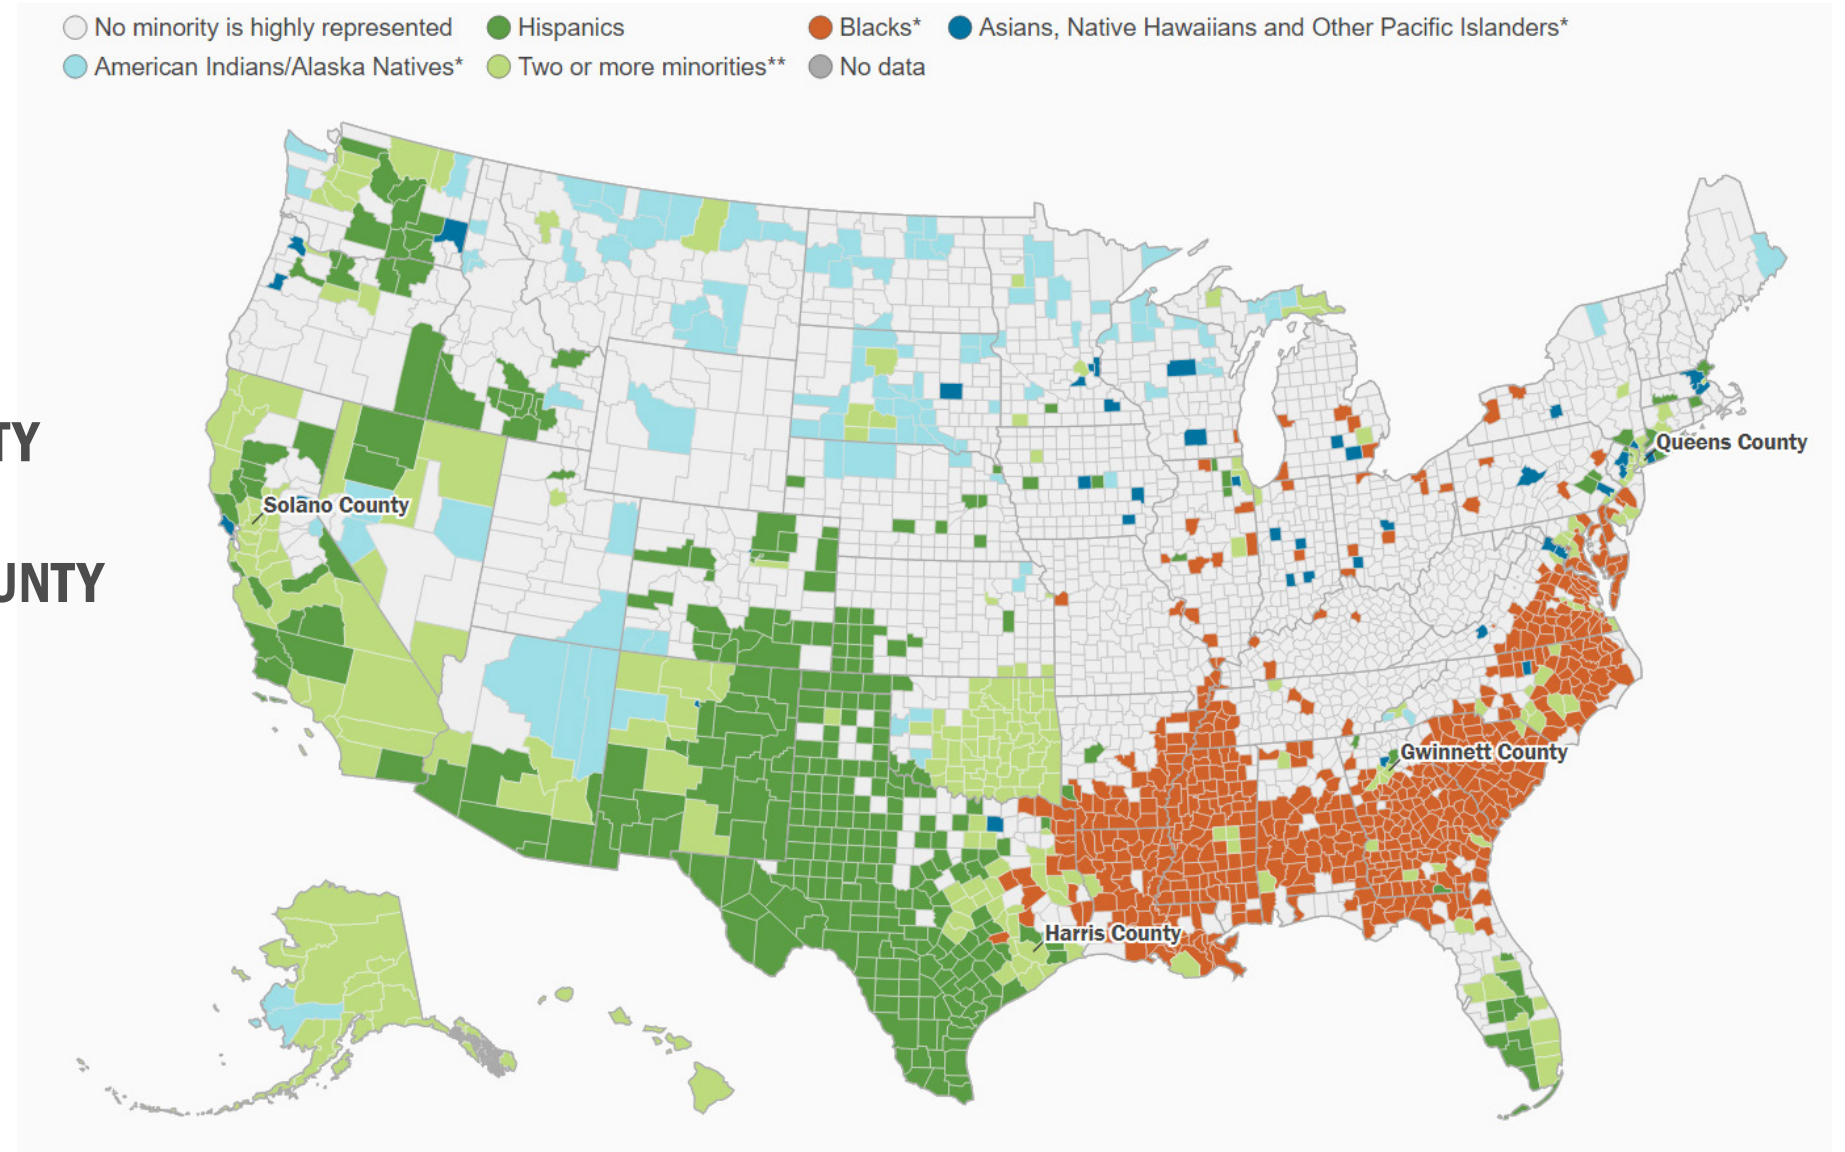 No minority is highly represented
Hispanics
Blacks*
Asians, Native Hawaiians and Other Pacific Islanders*
American Indians/Alaska Natives*
Two or more minorities**
No data
TY
UNTY
Queens County
Solano County
Gwinnett County
Harris County